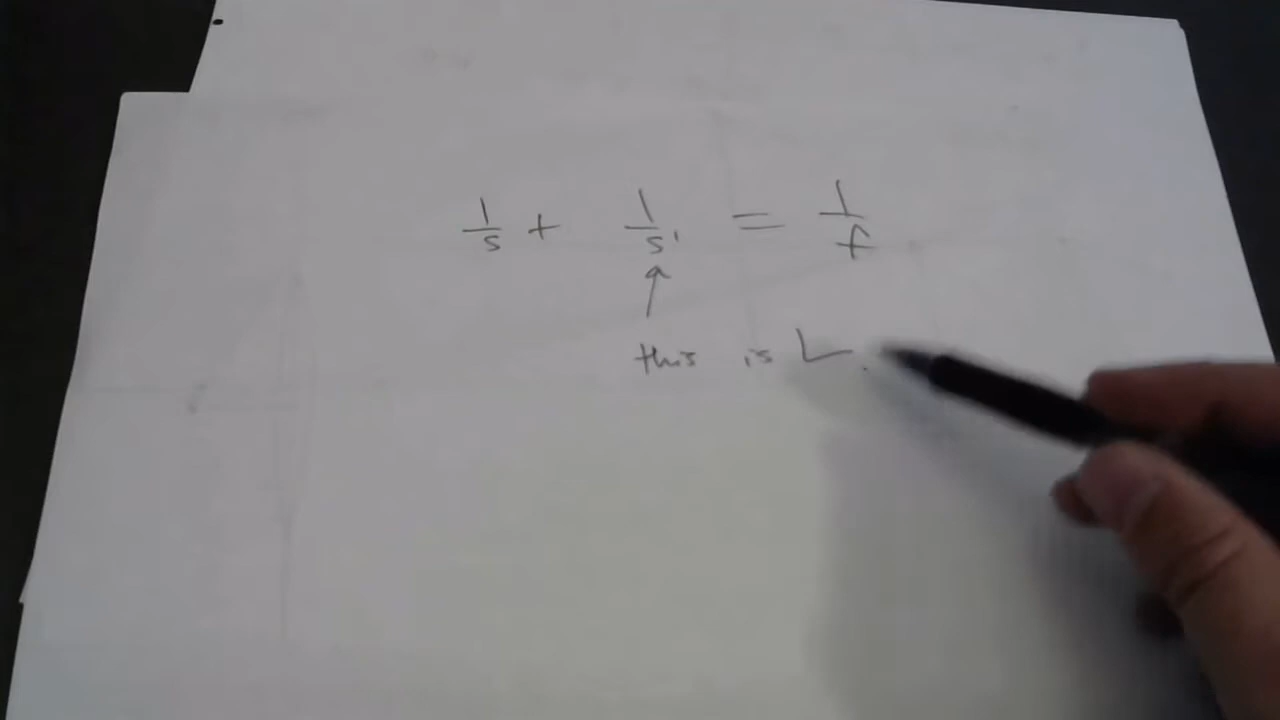 1/s + 1/s' = 1/f
↑
this is L.